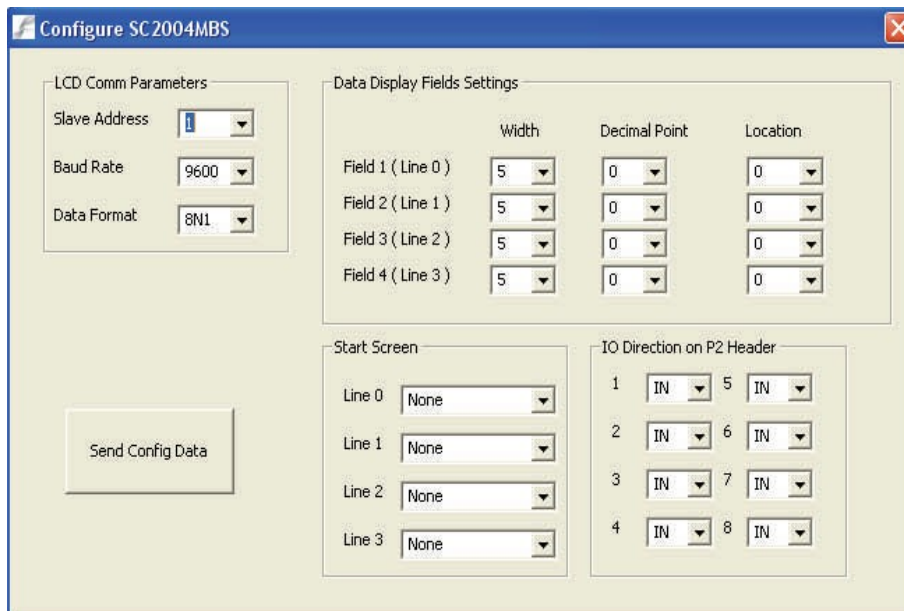 Configure SC2004MBS
LCD Comm Parameters
Slave Address 1
Baud Rate 9600
Data Format 8N1
Data Display Fields Settings
Width Decimal Point Location
Field 1 ( Line 0 ) 5 0 0
Field 2 ( Line 1 ) 5 0 0
Field 3 ( Line 2 ) 5 0 0
Field 4 ( Line 3 ) 5 0 0
Start Screen
Line 0 None
Line 1 None
Line 2 None
Line 3 None
IO Direction on P2 Header
1 IN 5 IN
2 IN 6 IN
3 IN 7 IN
4 IN 8 IN
Send Config Data